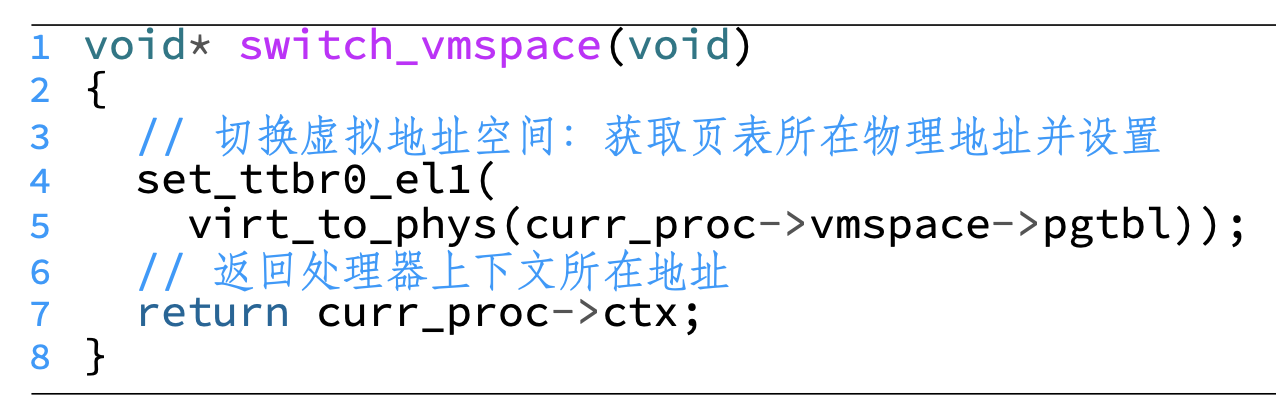 1 void* switch_vmspace(void)
2 {
3   // 切换虚拟地址空间：获取页表所在物理地址并设置
4   set_ttbr0_el1(
5     virt_to_phys(curr_proc->vmspace->pgtbl));
6   // 返回处理器上下文所在地址
7   return curr_proc->ctx;
8 }